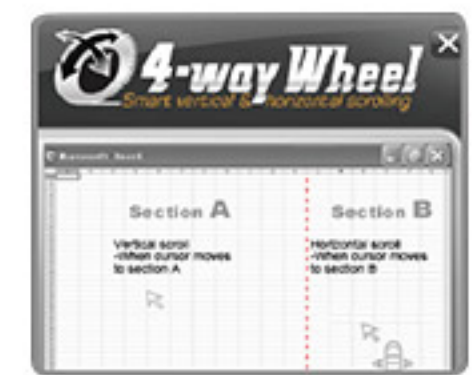 4-way Wheel
Smart vertical & horizontal scrolling
Section A
Vertical scroll
-When cursor moves
to section A
Section B
Horizontal scroll
-When cursor moves
to section B